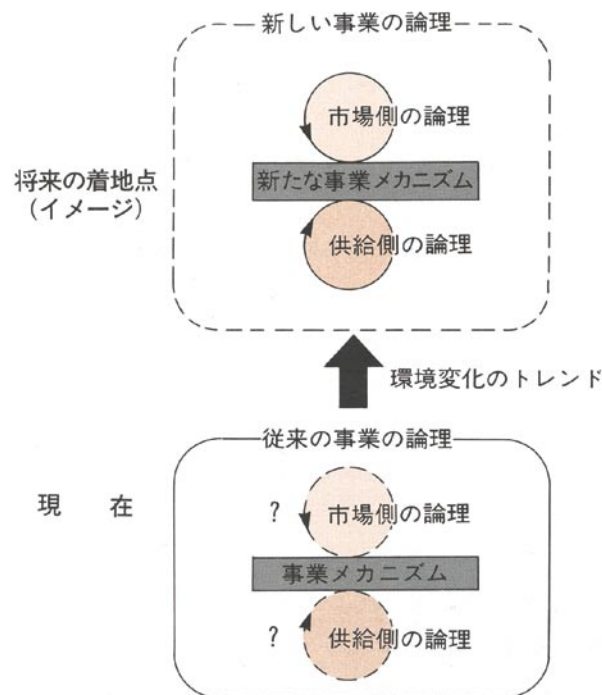 新しい事業の論理
市場側の論理
将来の着地点
(イメージ)
新たな事業メカニズム
供給側の論理
環境変化のトレンド
従来の事業の論理
現 在
?
市場側の論理
事業メカニズム
?
供給側の論理